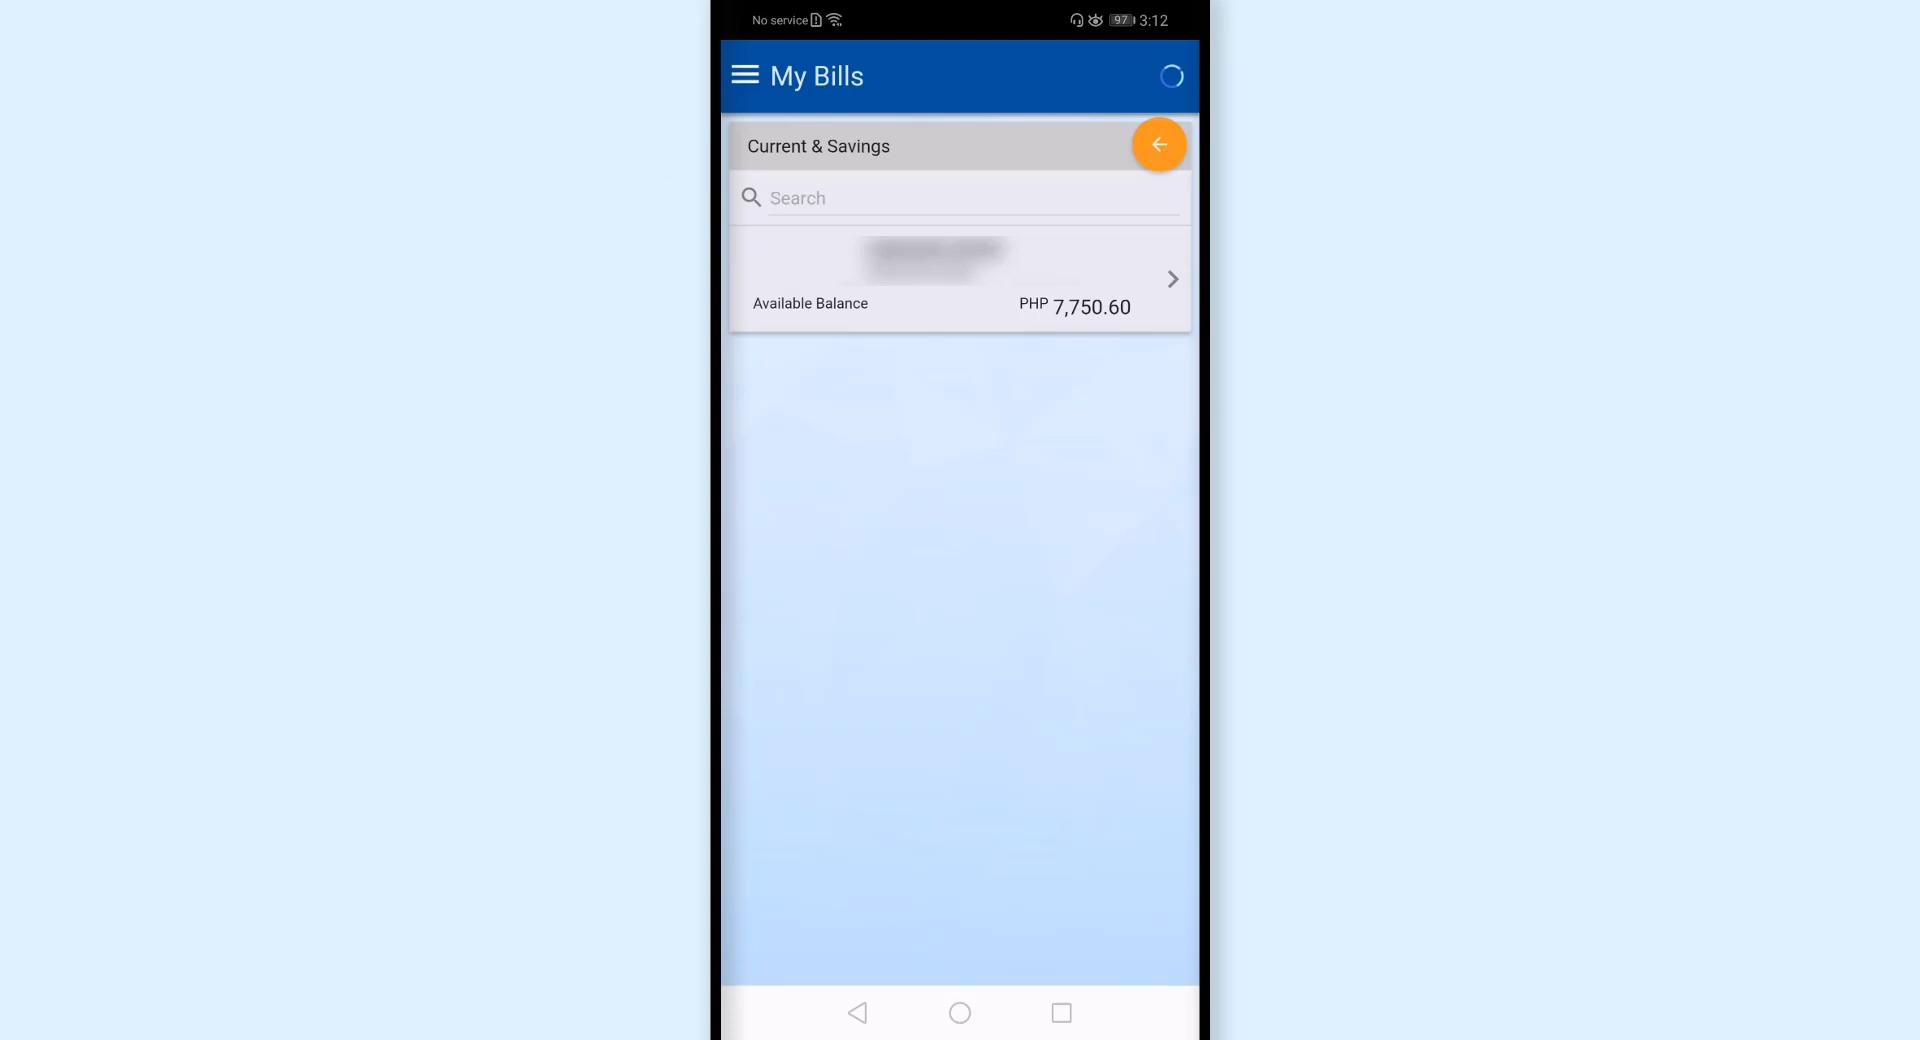 No service 97 3:12
My Bills
Current & Savings
Search
Available Balance PHP 7,750.60